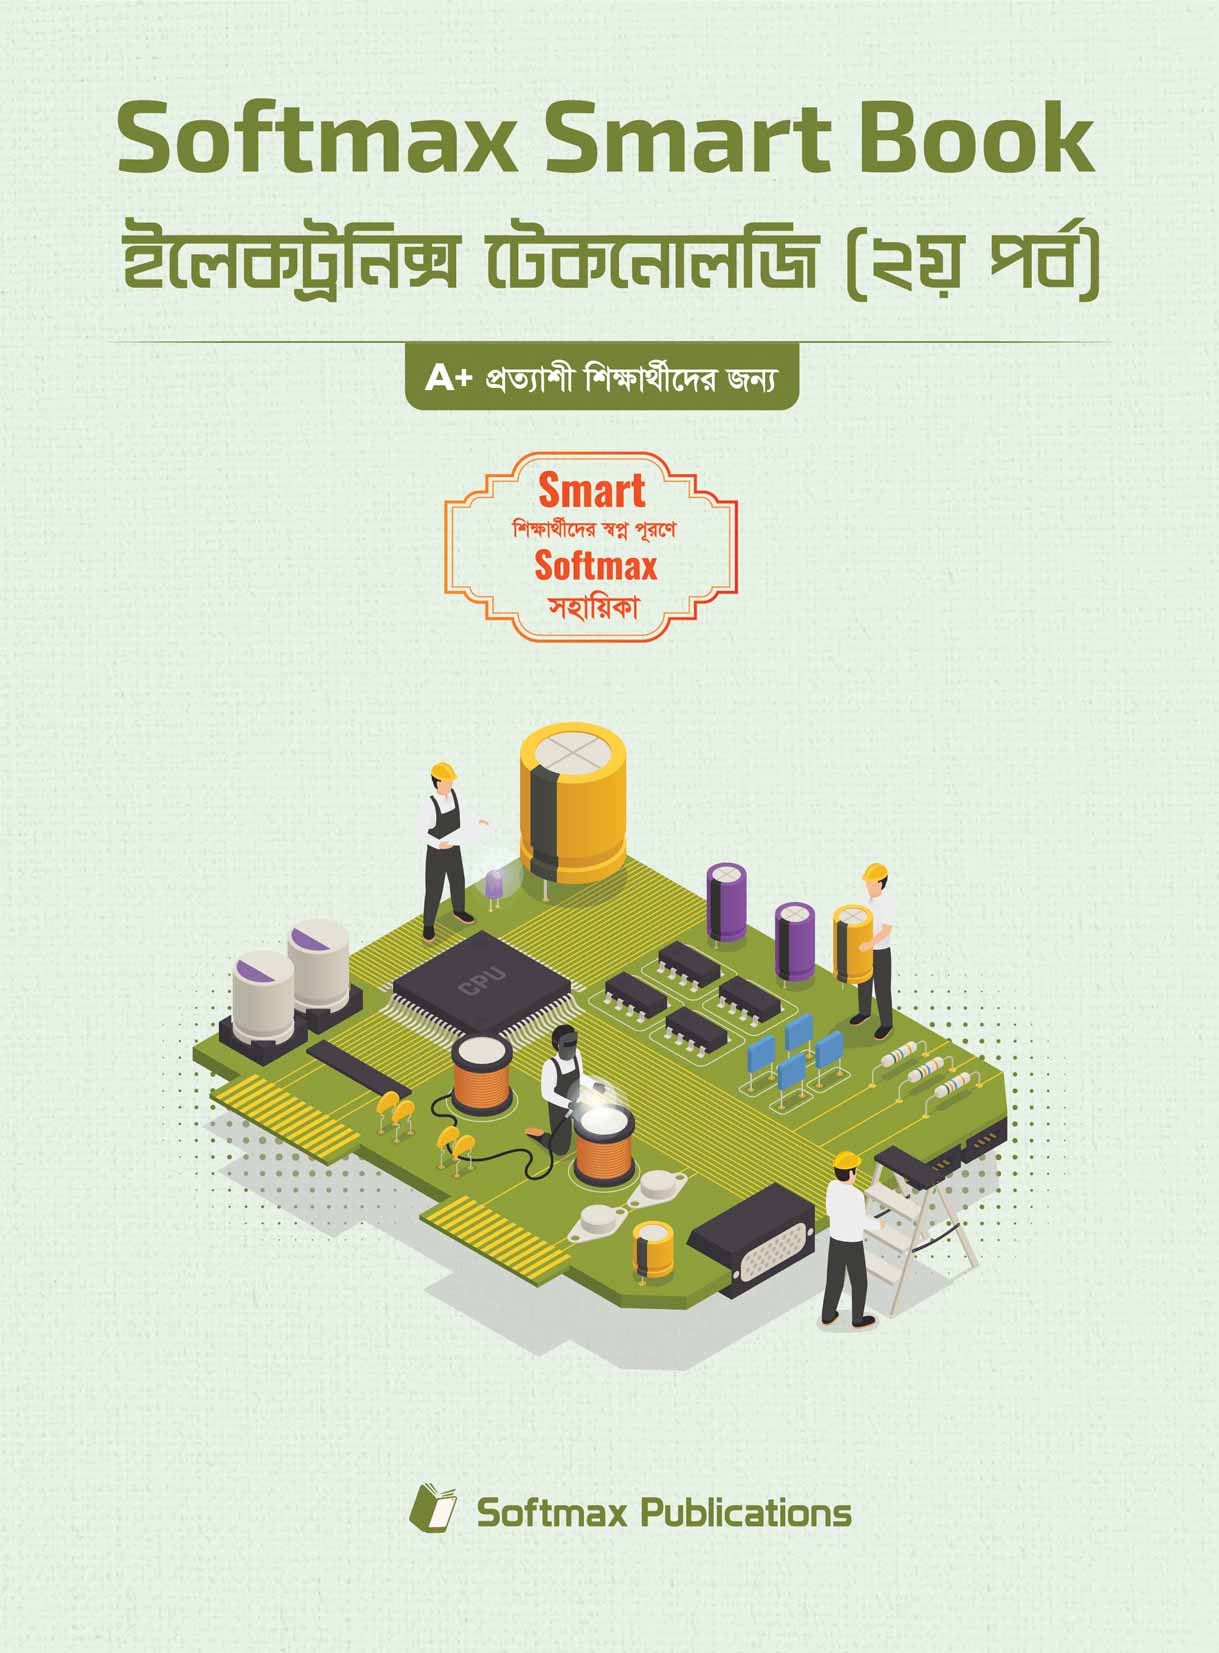 Softmax Smart Book
ইলেকট্রনিক্স টেকনোলজি (২য় পর্ব)
A+ প্রত্যাশী শিক্ষার্থীদের জন্য
Smart
শিক্ষার্থীদের স্বপ্ন পূরণে
Softmax
সহায়িকা
CPU
Softmax Publications